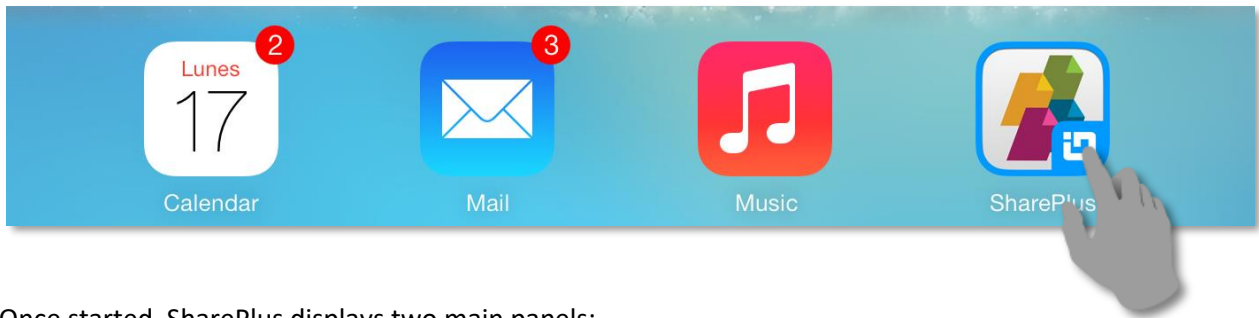 2
3
Lunes
17
Calendar
Mail
Music
SharePlus
Once started, SharePlus displays two main panels: